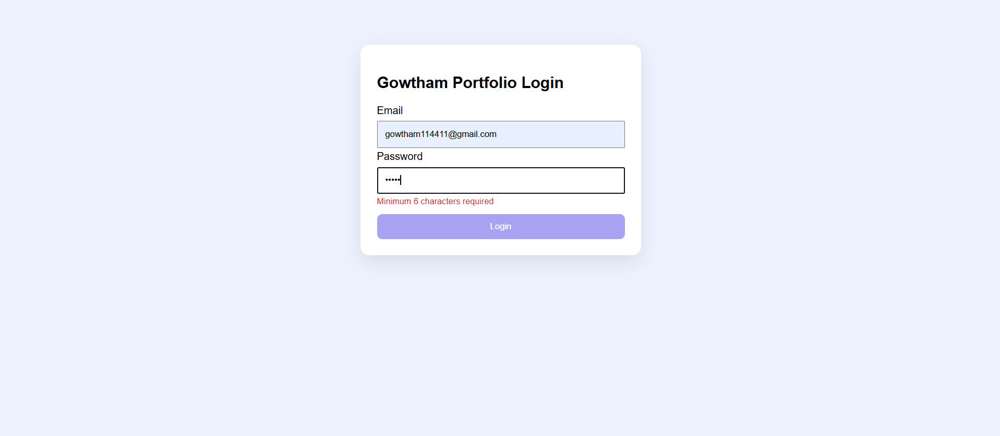 Gowtham Portfolio Login
Email
gowtham114411@gmail.com
Password
•••••
Minimum 6 characters required
Login